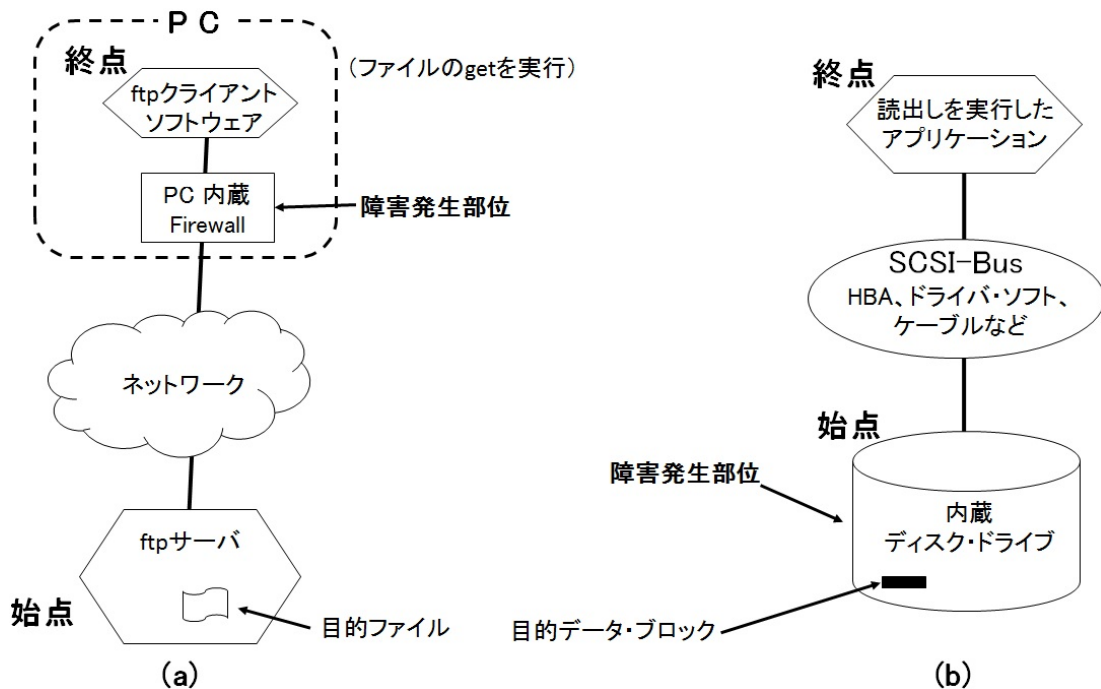 PC
終点
ftpクライアント
ソフトウェア
(ファイルのgetを実行)
PC 内蔵
Firewall
障害発生部位
ネットワーク
ftpサーバ
始点
目的ファイル
(a)
終点
読出しを実行した
アプリケーション
SCSI-Bus
HBA、ドライバ・ソフト、
ケーブルなど
始点
障害発生部位
内蔵
ディスク・ドライブ
目的データ・ブロック
(b)